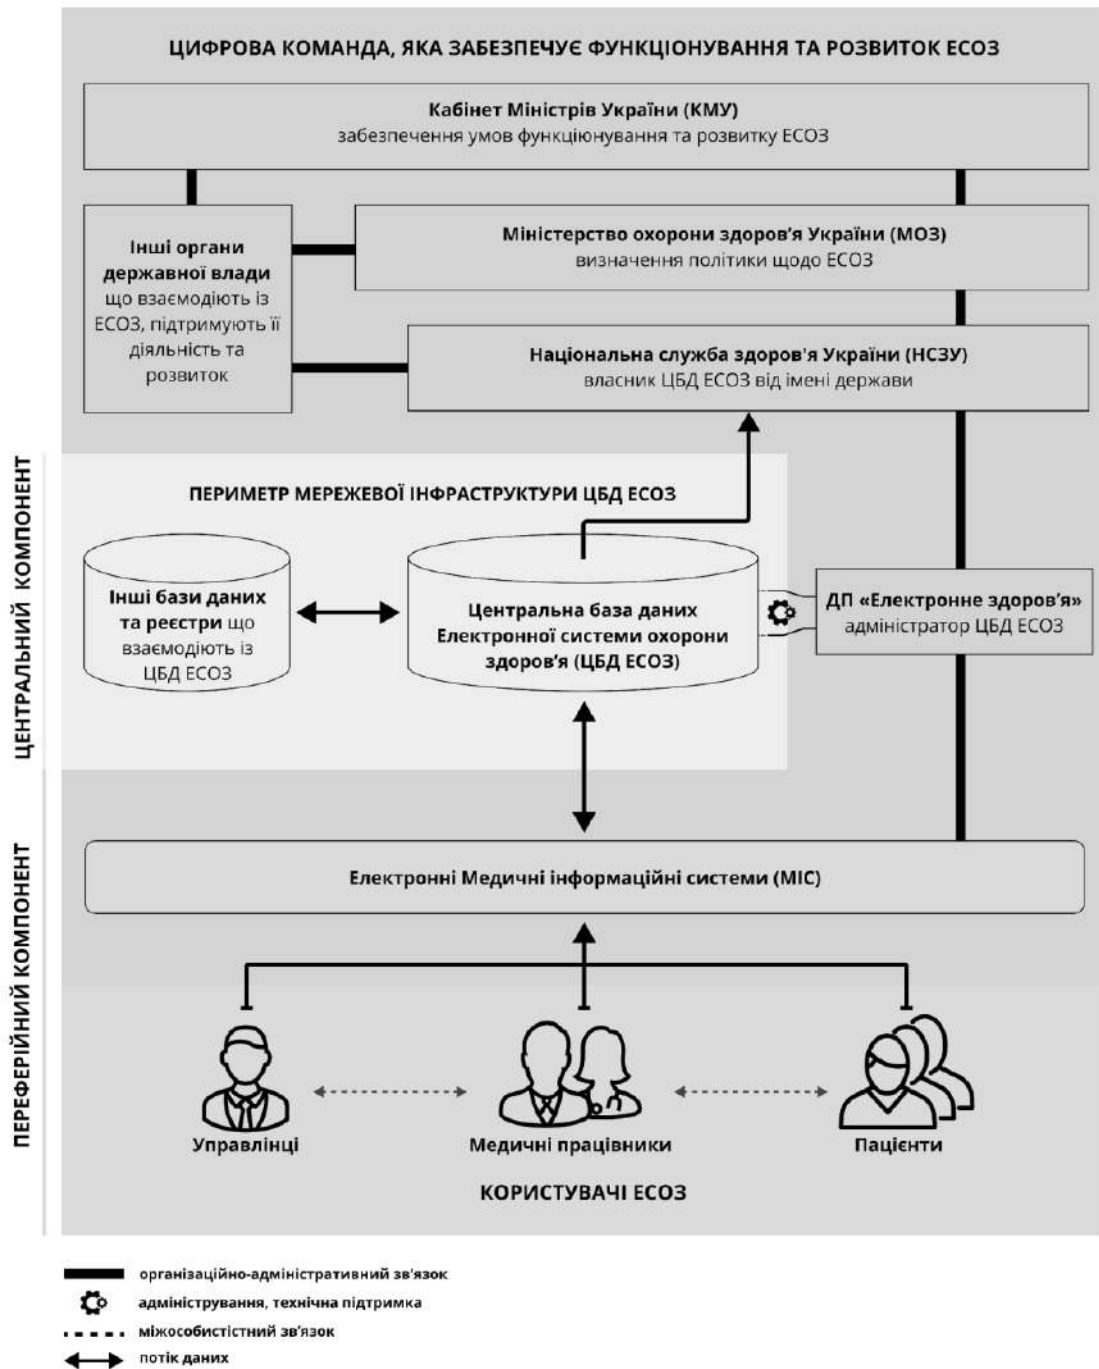 ЦИФРОВА КОМАНДА, ЯКА ЗАБЕЗПЕЧУЄ ФУНКЦІОНУВАННЯ ТА РОЗВИТОК ЕСОЗ
Кабінет Міністрів України (КМУ)
забезпечення умов функціюнування та розвитку ЕСОЗ
Інші органи
державної влади
що взаємодіють із
ЕСОЗ, підтримують її
діяльність та
розвиток
Міністерство охорони здоров'я України (МОЗ)
визначення політики щодо ЕСОЗ
Національна служба здоров'я України (НСЗУ)
власник ЦБД ЕСОЗ від імені держави
ЦЕНТРАЛЬНИЙ КОМПОНЕНТ
ПЕРИМЕТР МЕРЕЖЕВОЇ ІНФРАСТРУКТУРИ ЦБД ЕСОЗ
Інші бази даних
та реєстри що
взаємодіють із
ЦБД ЕСОЗ
Центральна база даних
Електронної системи охорони
здоров'я (ЦБД ЕСОЗ)
ДП «Електронне здоров'я»
адміністратор ЦБД ЕСОЗ
ПЕРЕФЕРІЙНИЙ КОМПОНЕНТ
Електронні Медичні інформаційні системи (МІС)
Управлінці
Медичні працівники
Пацієнти
КОРИСТУВАЧІ ЕСОЗ
організаційно-адміністративний зв'язок
адміністрування, технічна підтримка
міжособистістний зв'язок
потік даних